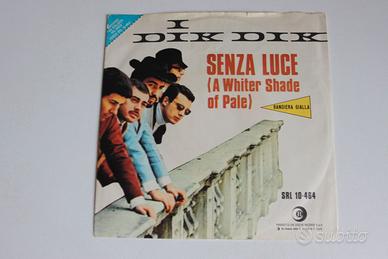 I
DIK DIK
SENZA LUCE
(A Whiter Shade
of Pale)
BANDIERA GIALLA
SRL 10-464
subito